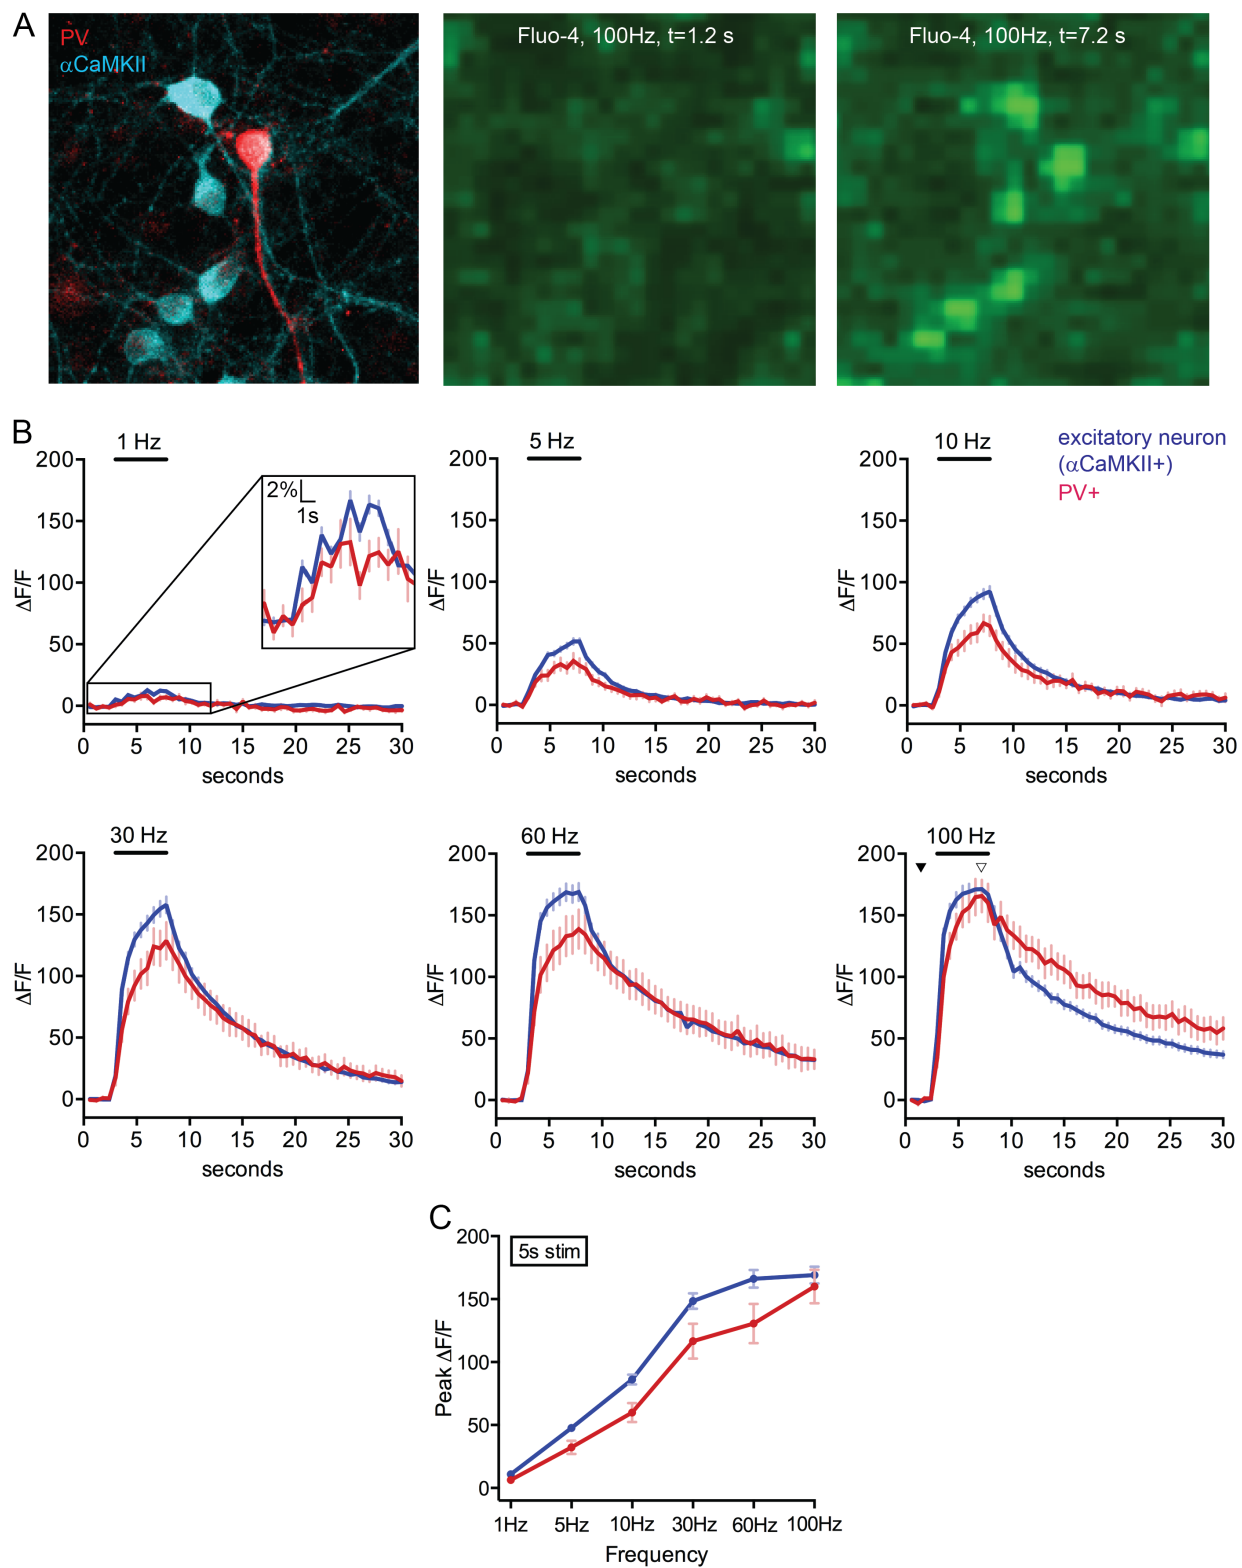 A
PV
αCaMKII
Fluo-4, 100Hz, t=1.2 s
Fluo-4, 100Hz, t=7.2 s
B
1 Hz
ΔF/F
200
150
100
50
0
2%
1s
0 5 10 15 20 25 30
seconds
5 Hz
ΔF/F
200
150
100
50
0
0 5 10 15 20 25 30
seconds
10 Hz
excitatory neuron
(αCaMKII+)
PV+
ΔF/F
200
150
100
50
0
0 5 10 15 20 25 30
seconds
30 Hz
ΔF/F
200
150
100
50
0
0 5 10 15 20 25 30
seconds
60 Hz
ΔF/F
200
150
100
50
0
0 5 10 15 20 25 30
seconds
100 Hz
ΔF/F
200
150
100
50
0
0 5 10 15 20 25 30
seconds
C
5s stim
Peak ΔF/F
200
150
100
50
0
1Hz 5Hz 10Hz 30Hz 60Hz 100Hz
Frequency